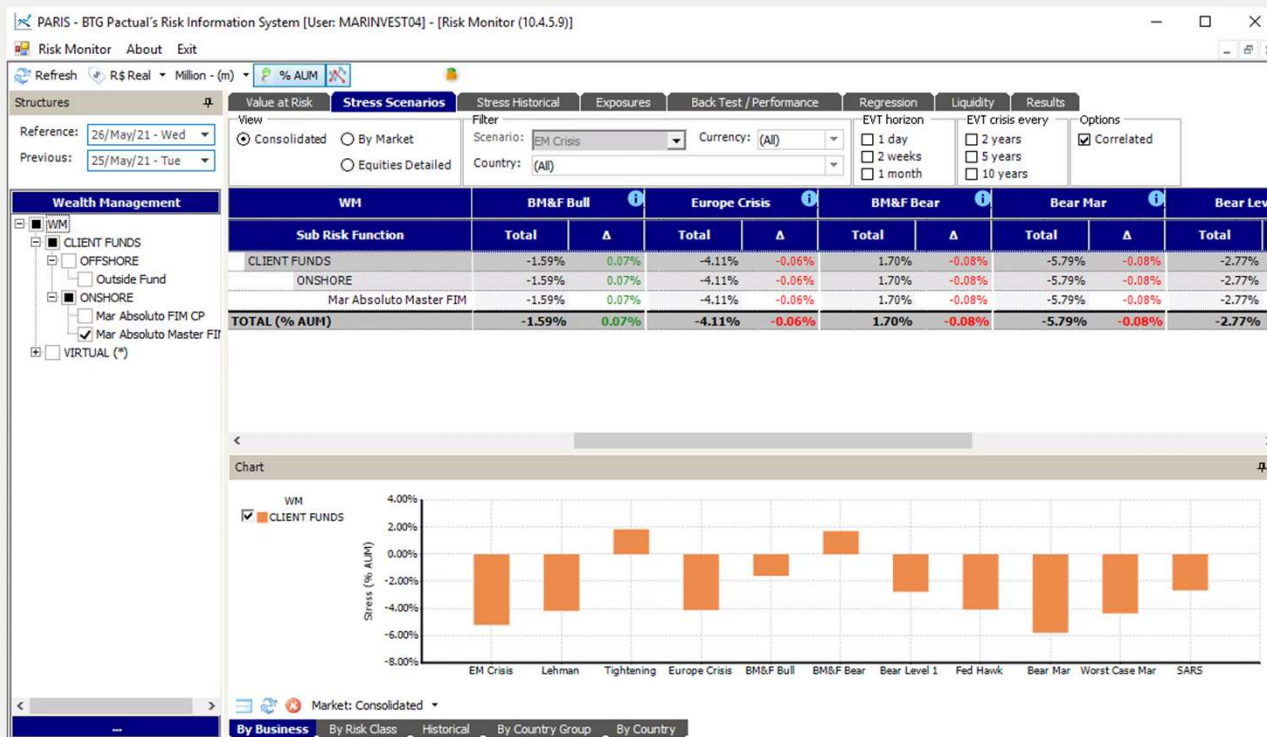 PARIS - BTG Pactual´s Risk Information System [User: MARINVEST04] - [Risk Monitor (10.4.5.9)]
Risk Monitor About Exit
Refresh R$ Real Million - (m) % AUM
Structures
Reference: 26/May/21 - Wed
Previous: 25/May/21 - Tue
Wealth Management
WM
CLIENT FUNDS
OFFSHORE
Outside Fund
ONSHORE
Mar Absoluto FIM CP
Mar Absoluto Master FI
VIRTUAL (*)
...
Value at Risk Stress Scenarios Stress Historical Exposures Back Test / Performance Regression Liquidity Results
View Filter EVT horizon EVT crisis every Options
Consolidated By Market Scenario: EM Crisis Currency: (All) 1 day 2 years Correlated
Equities Detailed Country: (All) 2 weeks 5 years
1 month 10 years
WM BM&F Bull Europe Crisis BM&F Bear Bear Mar Bear Lev
Sub Risk Function Total Δ Total Δ Total Δ Total Δ Total
CLIENT FUNDS -1.59% 0.07% -4.11% -0.06% 1.70% -0.08% -5.79% -0.08% -2.77%
ONSHORE -1.59% 0.07% -4.11% -0.06% 1.70% -0.08% -5.79% -0.08% -2.77%
Mar Absoluto Master FIM -1.59% 0.07% -4.11% -0.06% 1.70% -0.08% -5.79% -0.08% -2.77%
TOTAL (% AUM) -1.59% 0.07% -4.11% -0.06% 1.70% -0.08% -5.79% -0.08% -2.77%
Chart
WM
CLIENT FUNDS
Stress (% AUM)
4.00%
2.00%
0.00%
-2.00%
-4.00%
-6.00%
-8.00%
EM Crisis Lehman Tightening Europe Crisis BM&F Bull BM&F Bear Bear Level 1 Fed Hawk Bear Mar Worst Case Mar SARS
Market: Consolidated
By Business By Risk Class Historical By Country Group By Country